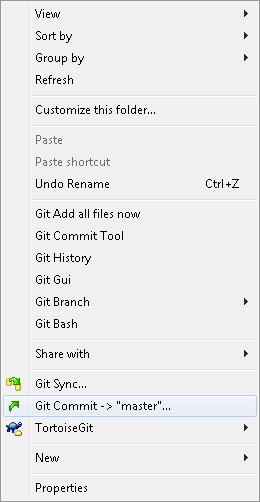 View
Sort by
Group by
Refresh
Customize this folder...
Paste
Paste shortcut
Undo Rename Ctrl+Z
Git Add all files now
Git Commit Tool
Git History
Git Gui
Git Branch
Git Bash
Share with
Git Sync...
Git Commit -> "master"...
TortoiseGit
New
Properties